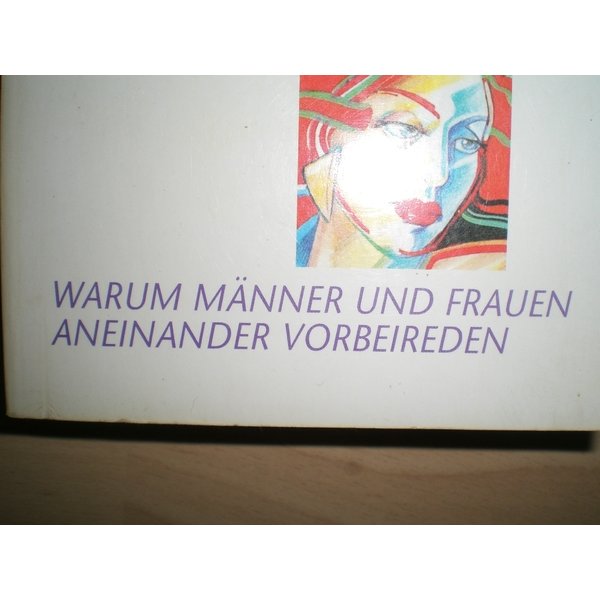 WARUM MÄNNER UND FRAUEN
ANEINANDER VORBEIREDEN